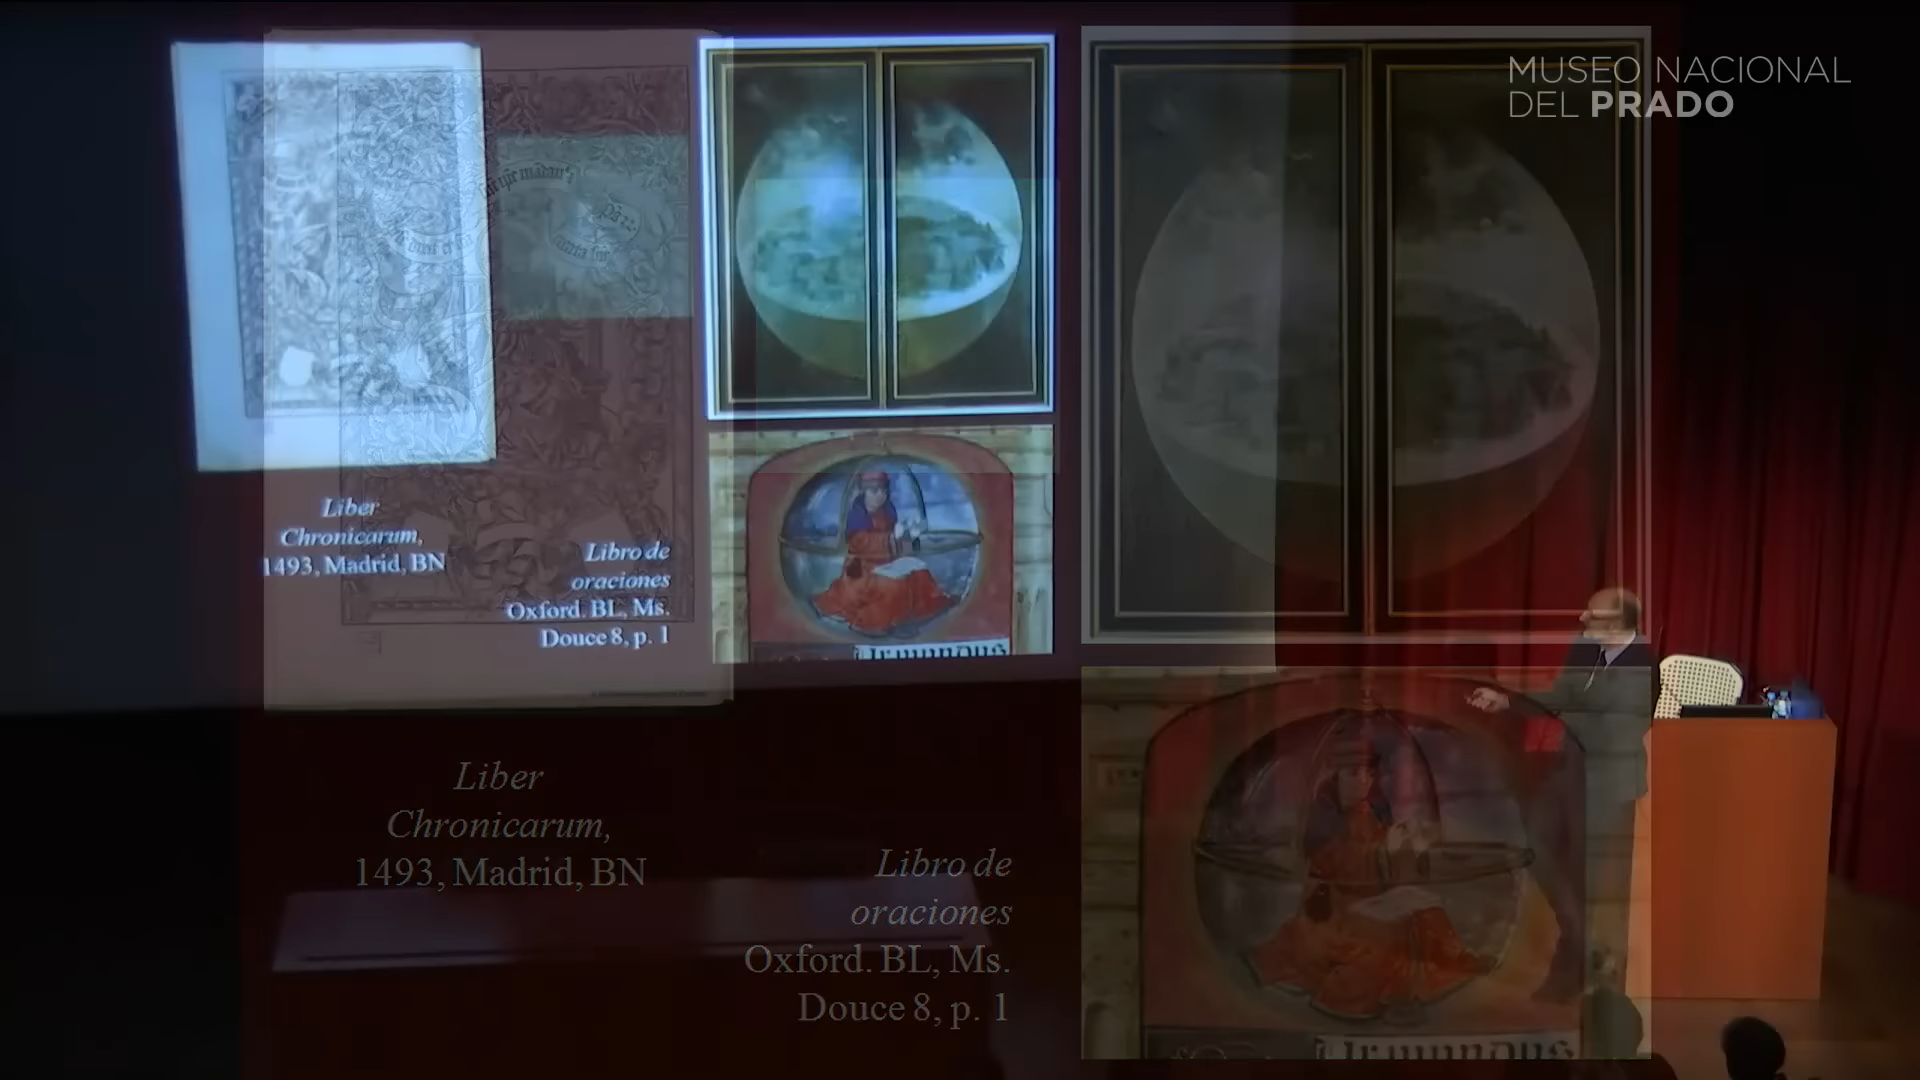 MUSEO NACIONAL
DEL PRADO
Liber
Chronicarum,
1493, Madrid, BN
Libro de
oraciones
Oxford. BL, Ms.
Douce 8, p. 1
Liber
Chronicarum,
1493, Madrid, BN
Libro de
oraciones
Oxford. BL, Ms.
Douce 8, p. 1